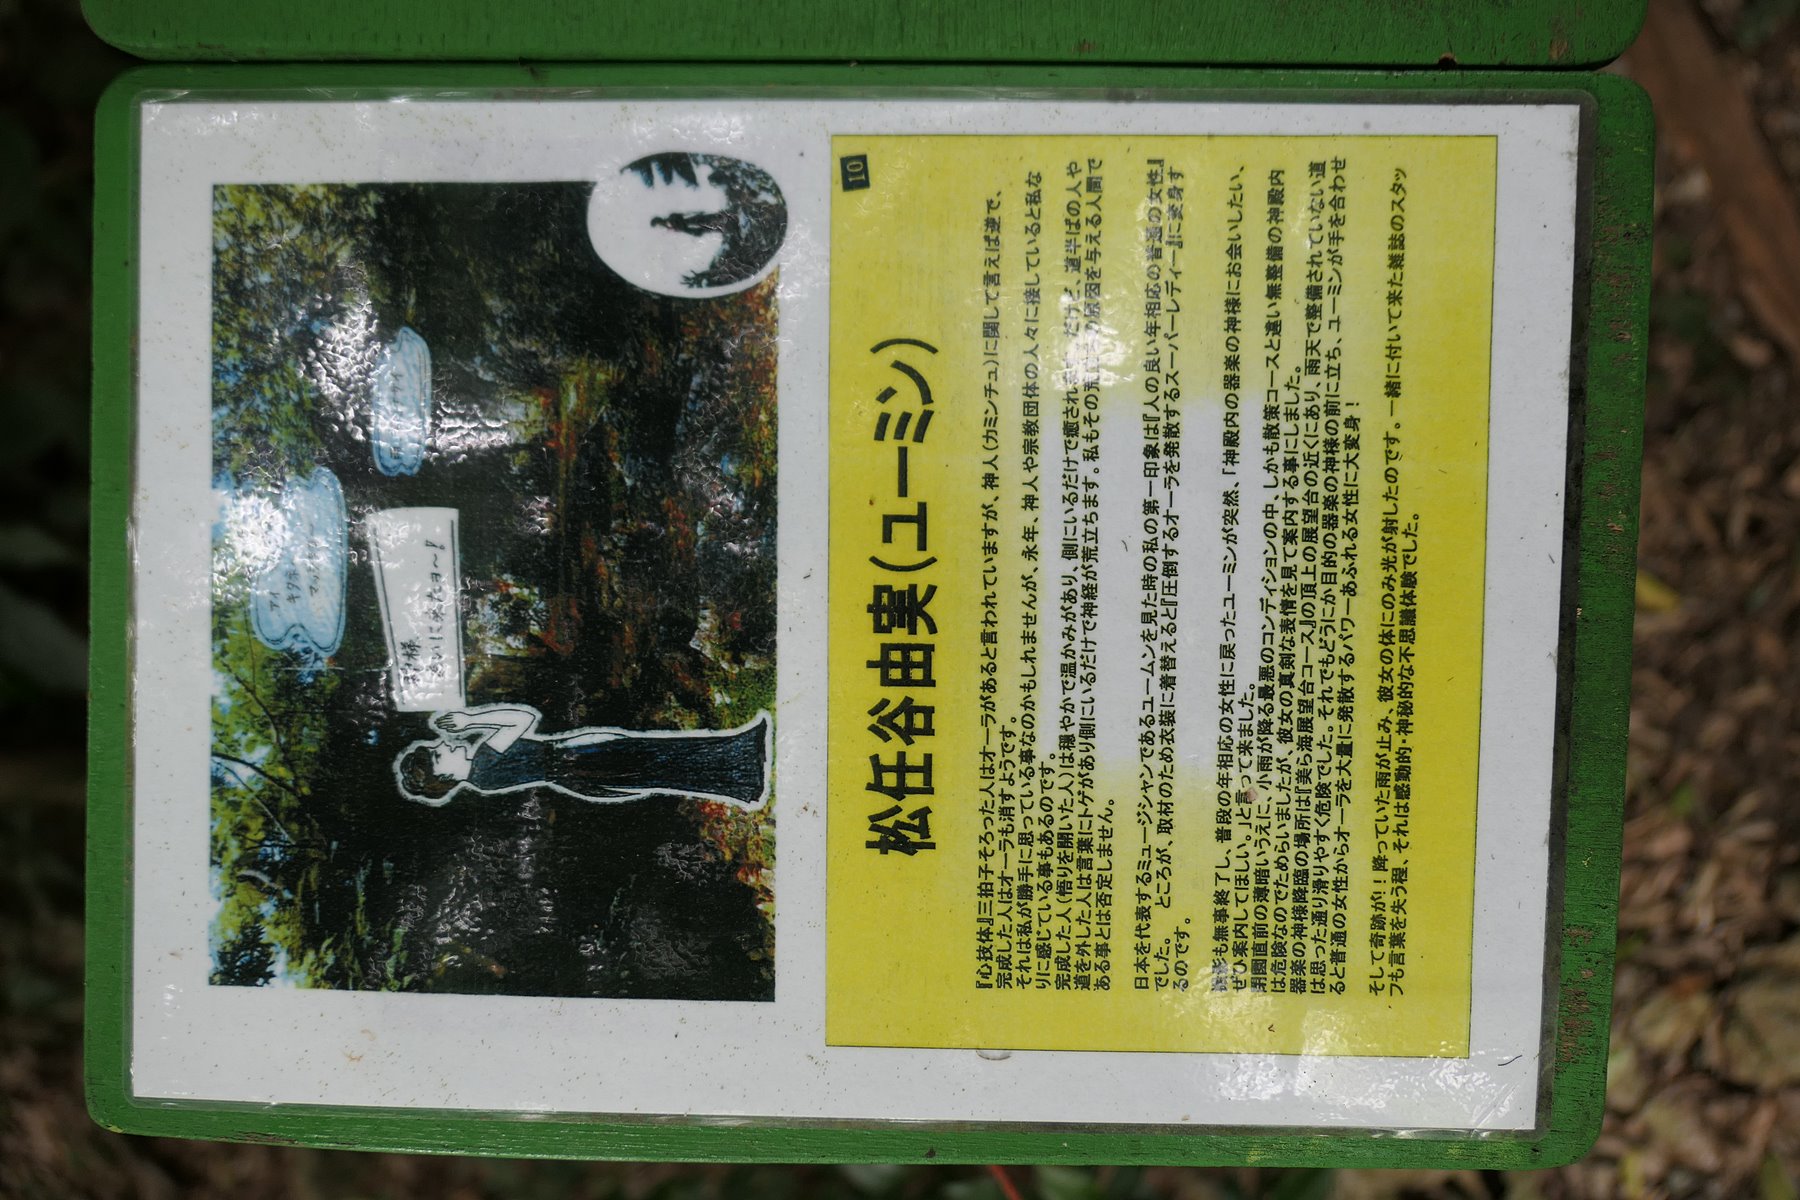 アイ
キタネー
マッテタヨ
雨
神様
会いに来たョ～！
10
松任谷由実(ユーミン)
『心技体』三拍子そろった人はオーラがあると言われていますが、神人(カミンチュ)に関して言えば逆で、
完成した人はオーラも消すようです。
それは私が勝手に思っている事なのかもしれませんが、永年、神人や宗教団体の人々に接していると私な
りに感じている事もあるのです。
完成した人(悟りを開いた人)は穏やかで温かみがあり、側にいるだけで癒されます。だけど、道半ばの人や
道を外した人は言葉にトゲがあり側にいるだけで神経が荒立ちます。私もその荒立ちの原因を与える人間で
ある事とは否定しません。
日本を代表するミュージシャンであるユームンを見た時の私の第一印象は『人の良い年相応の普通の女性』
でした。 ところが、取材のため衣装に着替えると『圧倒するオーラを発散するスーパーレディー』に変身す
るのです。
撮影も無事終了し、普段の年相応の女性に戻ったユーミンが突然、「神殿内の器楽の神様にお会いしたい、
ぜひ案内してほしい。」と言って来ました。
閉園直前の薄暗いうえに、小雨が降る最悪のコンディションの中、しかも散策コースと違い無整備の神殿内
は危険なのでためらいましたが、彼女の真剣な表情を見て案内する事にしました。
器楽の神様降臨の場所は『美ら海展望台コース』の頂上の展望台の近くにあり、雨天で整備されていない道
は思った通り滑りやすく危険でした。それでもどうにか目的の器楽の神様の前に立ち、ユーミンが手を合わせ
ると普通の女性からオーラを大量に発散するパワーあふれる女性に大変身！
そして奇跡が！！降っていた雨が止み、彼女の体にのみ光が射したのです。一緒に付いて来た雑誌のスタッ
フも言葉を失う程、それは感動的・神秘的な不思議体験でした。